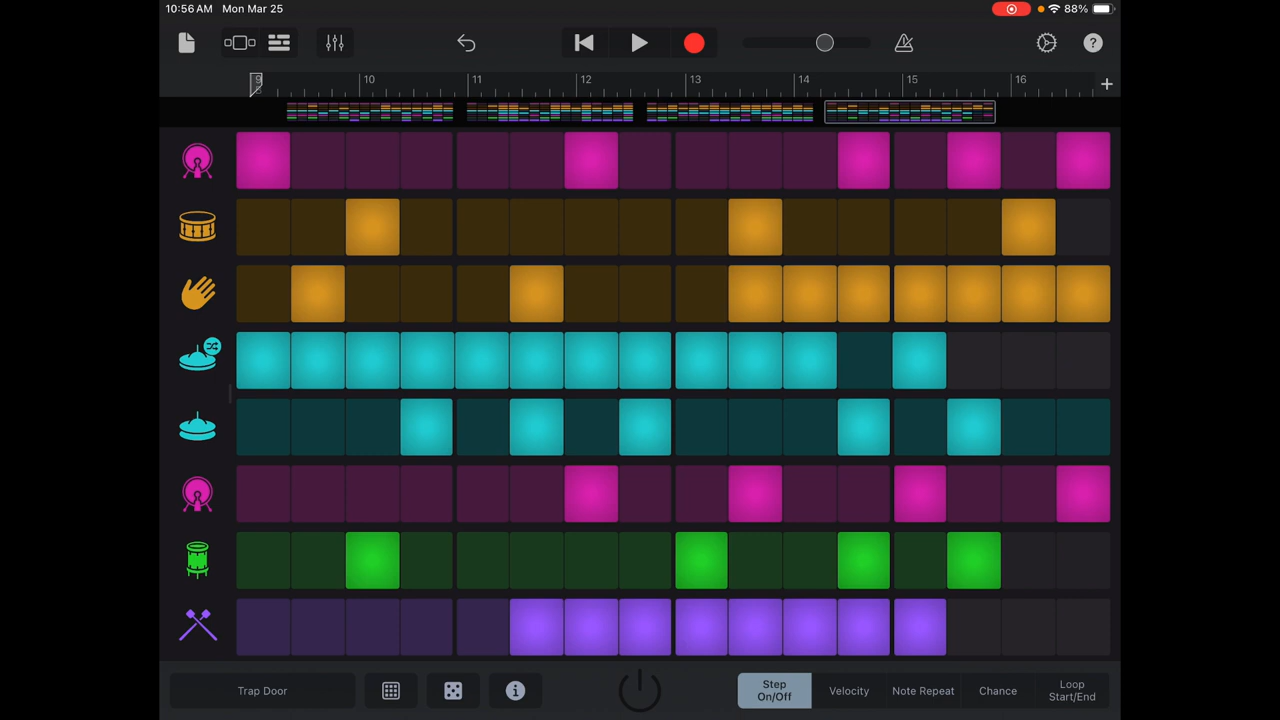 10:56 AM Mon Mar 25 88%
?
9 10 11 12 13 14 15 16 +
Trap Door
i
Step On/Off
Velocity
Note Repeat
Chance
Loop Start/End